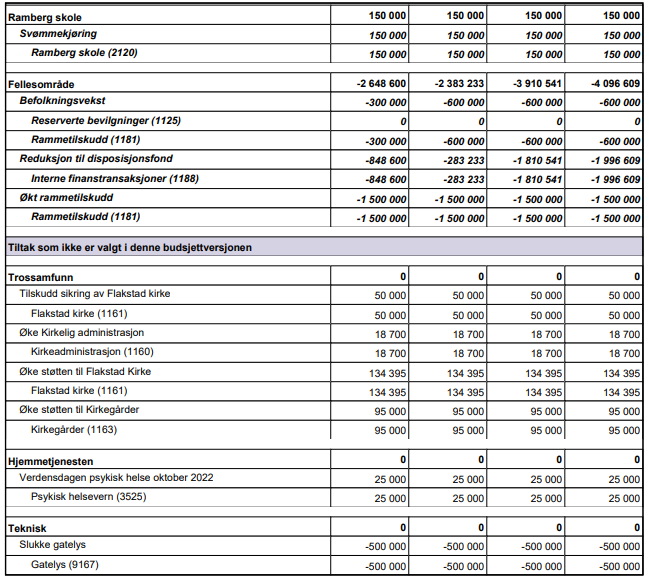 Ramberg skole 150 000 150 000 150 000 150 000
Svømmekjøring 150 000 150 000 150 000 150 000
Ramberg skole (2120) 150 000 150 000 150 000 150 000
Fellesområde -2 648 600 -2 383 233 -3 910 541 -4 096 609
Befolkningsvekst -300 000 -600 000 -600 000 -600 000
Reserverte bevilgninger (1125) 0 0 0 0
Rammetilskudd (1181) -300 000 -600 000 -600 000 -600 000
Reduksjon til disposisjonsfond -848 600 -283 233 -1 810 541 -1 996 609
Interne finanstransaksjoner (1188) -848 600 -283 233 -1 810 541 -1 996 609
Økt rammetilskudd -1 500 000 -1 500 000 -1 500 000 -1 500 000
Rammetilskudd (1181) -1 500 000 -1 500 000 -1 500 000 -1 500 000
Tiltak som ikke er valgt i denne budsjettversjonen
Trossamfunn 0 0 0 0
Tilskudd sikring av Flakstad kirke 50 000 50 000 50 000 50 000
Flakstad kirke (1161) 50 000 50 000 50 000 50 000
Øke Kirkelig administrasjon 18 700 18 700 18 700 18 700
Kirkeadministrasjon (1160) 18 700 18 700 18 700 18 700
Øke støtten til Flakstad Kirke 134 395 134 395 134 395 134 395
Flakstad kirke (1161) 134 395 134 395 134 395 134 395
Øke støtten til Kirkegårder 95 000 95 000 95 000 95 000
Kirkegårder (1163) 95 000 95 000 95 000 95 000
Hjemmetjenesten 0 0 0 0
Verdensdagen psykisk helse oktober 2022 25 000 25 000 25 000 25 000
Psykisk helsevern (3525) 25 000 25 000 25 000 25 000
Teknisk 0 0 0 0
Slukke gatelys -500 000 -500 000 -500 000 -500 000
Gatelys (9167) -500 000 -500 000 -500 000 -500 000